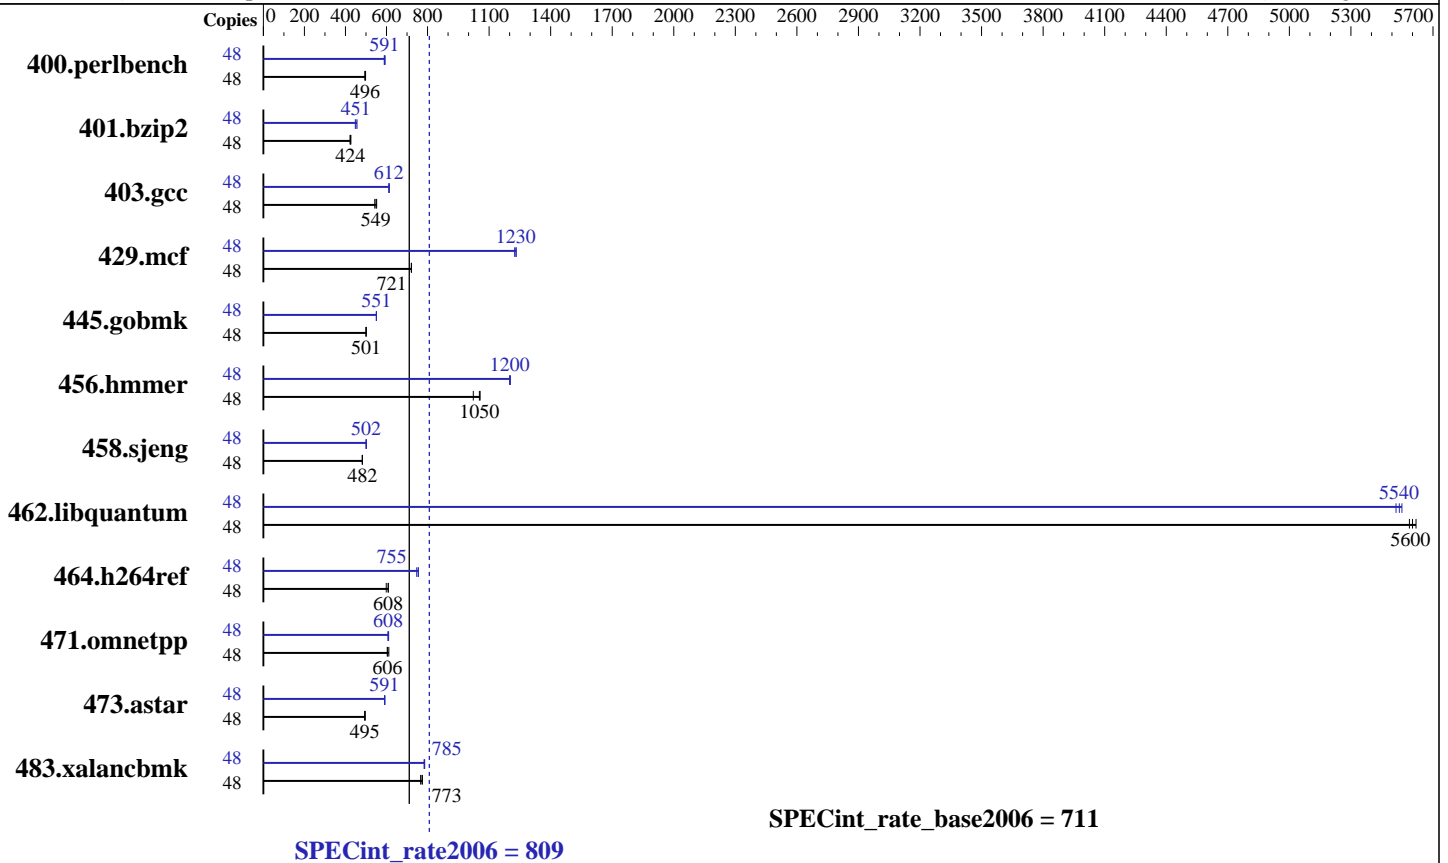 Copies 0 200 400 600 800 1100 1400 1700 2000 2300 2600 2900 3200 3500 3800 4100 4400 4700 5000 5300 5700
400.perlbench 48 591
48 496
401.bzip2 48 451
48 424
403.gcc 48 612
48 549
429.mcf 48 1230
48 721
445.gobmk 48 551
48 501
456.hmmer 48 1200
48 1050
458.sjeng 48 502
48 482
462.libquantum 48 5540
48 5600
464.h264ref 48 755
48 608
471.omnetpp 48 608
48 606
473.astar 48 591
48 495
483.xalancbmk 48 785
48 773
SPECint_rate_base2006 = 711
SPECint_rate2006 = 809